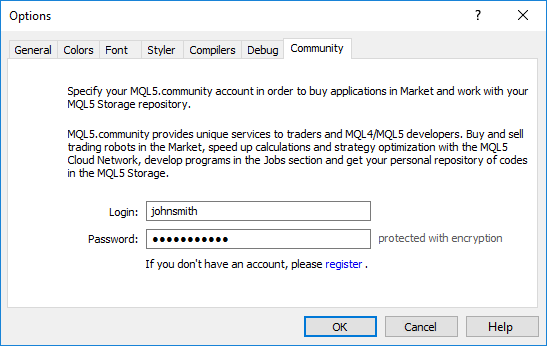 Options
General Colors Font Styler Compilers Debug Community
Specify your MQL5.community account in order to buy applications in Market and work with your
MQL5 Storage repository.
MQL5.community provides unique services to traders and MQL4/MQL5 developers. Buy and sell
trading robots in the Market, speed up calculations and strategy optimization with the MQL5
Cloud Network, develop programs in the Jobs section and get your personal repository of codes
in the MQL5 Storage.
Login: johnsmith
Password: ●●●●●●●●●●● protected with encryption
If you don't have an account, please register .
OK Cancel Help